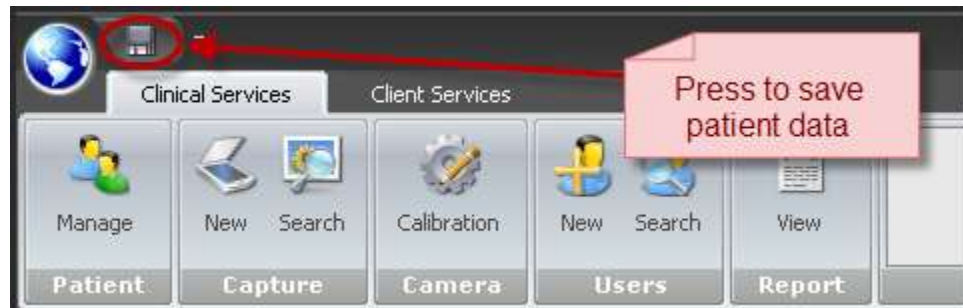 Clinical Services Client Services
Press to save
patient data
Manage New Search Calibration New Search View
Patient Capture Camera Users Report